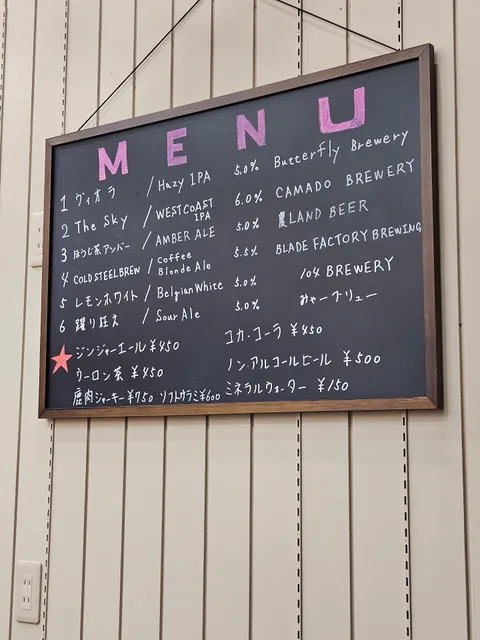 MENU
1 ヴィオラ / Hazy IPA 5.0% Butterfly Brewery
2 The Sky / WEST COAST IPA 6.0% CAMADO BREWERY
3 ほうじ茶アンバー / AMBER ALE 5.0% 農LAND BEER
4 COLD STEEL BREW / Coffee Blonde Ale 5.5% BLADE FACTORY BREWING
5 レモンホワイト / Belgian White 5.0% 104 BREWERY
6 踊り狂え / Sour Ale 5.0% みゃーブリュー
ジンジャーエール ¥450 コカ・コーラ ¥450
ウーロン茶 ¥450 ノンアルコールビール ¥500
鹿肉ジャーキー ¥750 ソフトサラミ ¥600 ミネラルウォーター ¥150